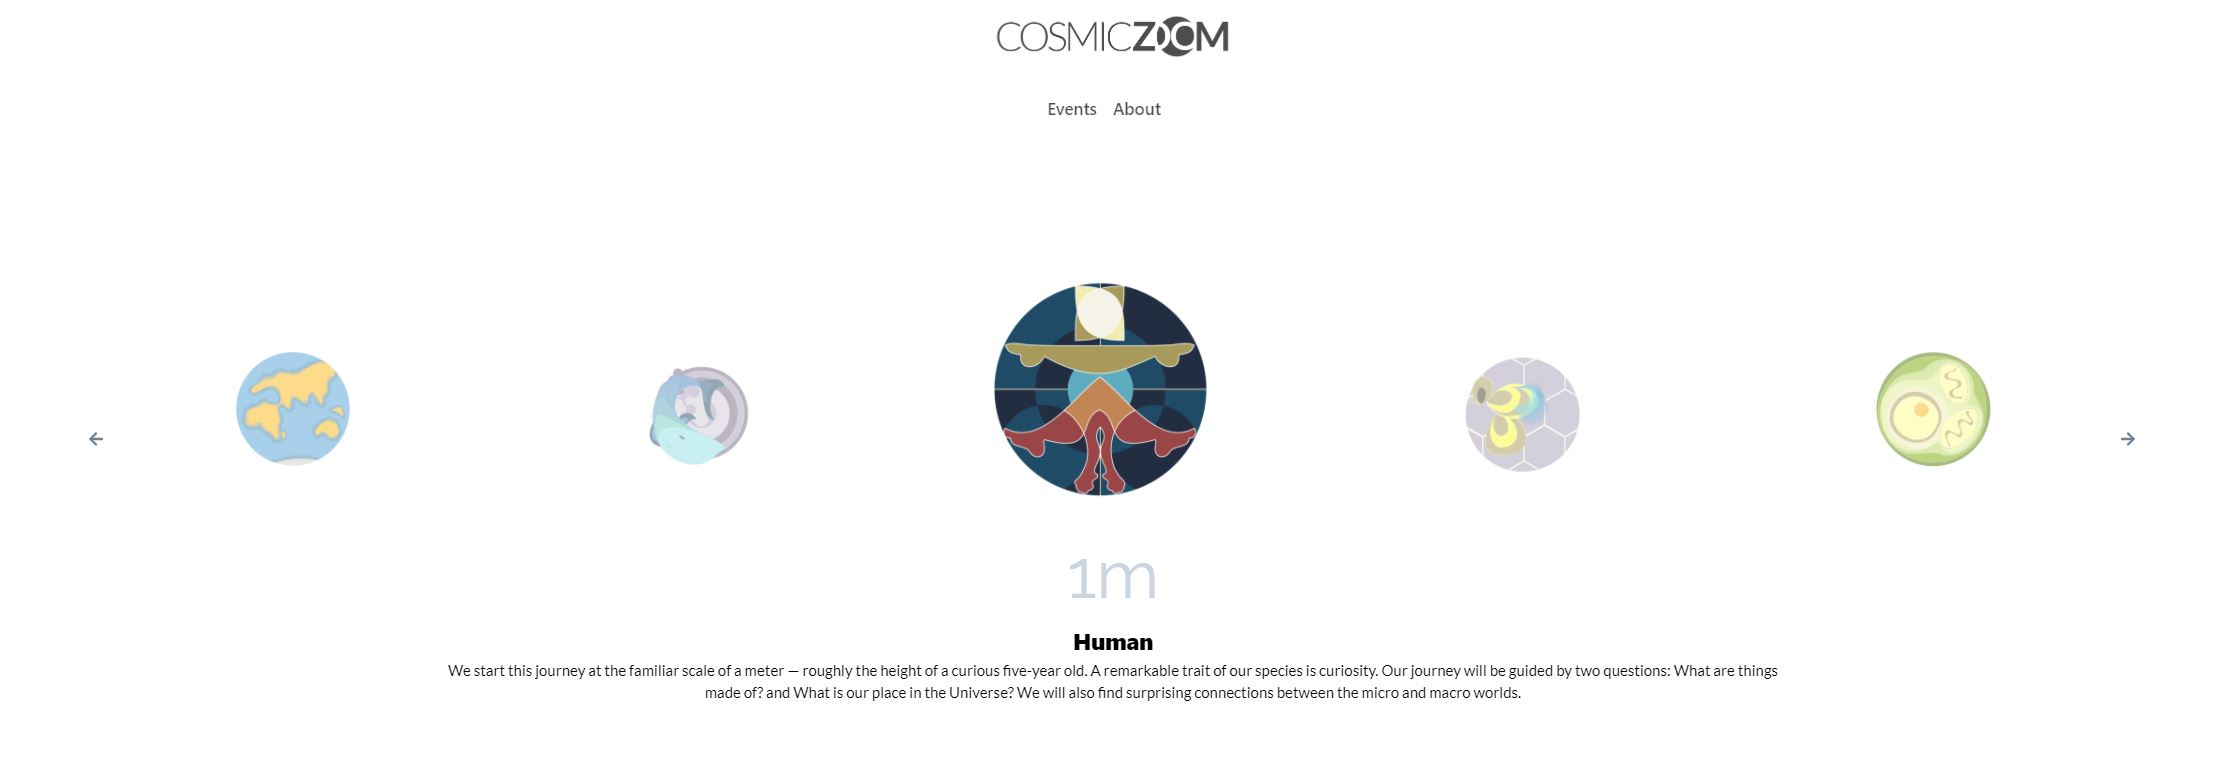 COSMICZOOM
Events About
1m
Human
We start this journey at the familiar scale of a meter — roughly the height of a curious five-year old. A remarkable trait of our species is curiosity. Our journey will be guided by two questions: What are things
made of? and What is our place in the Universe? We will also find surprising connections between the micro and macro worlds.